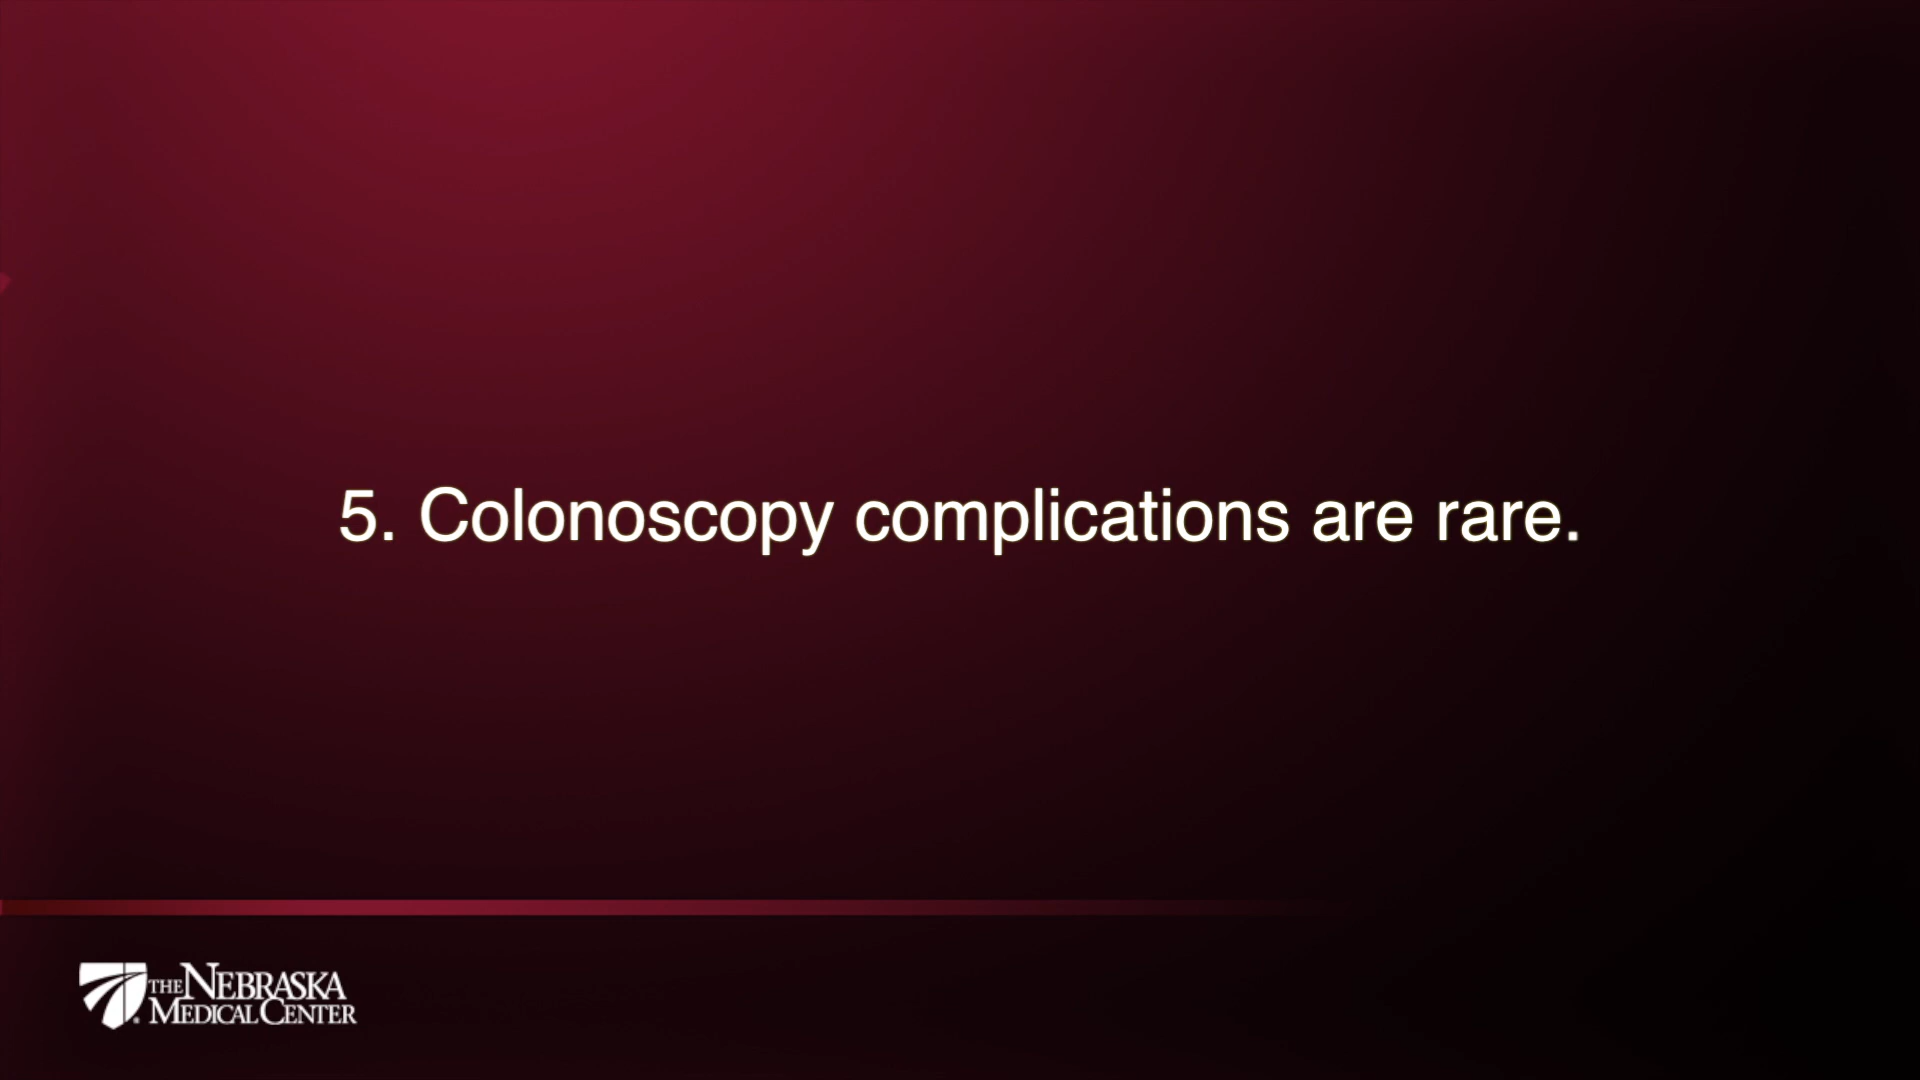 5. Colonoscopy complications are rare.
THE NEBRASKA
MEDICAL CENTER